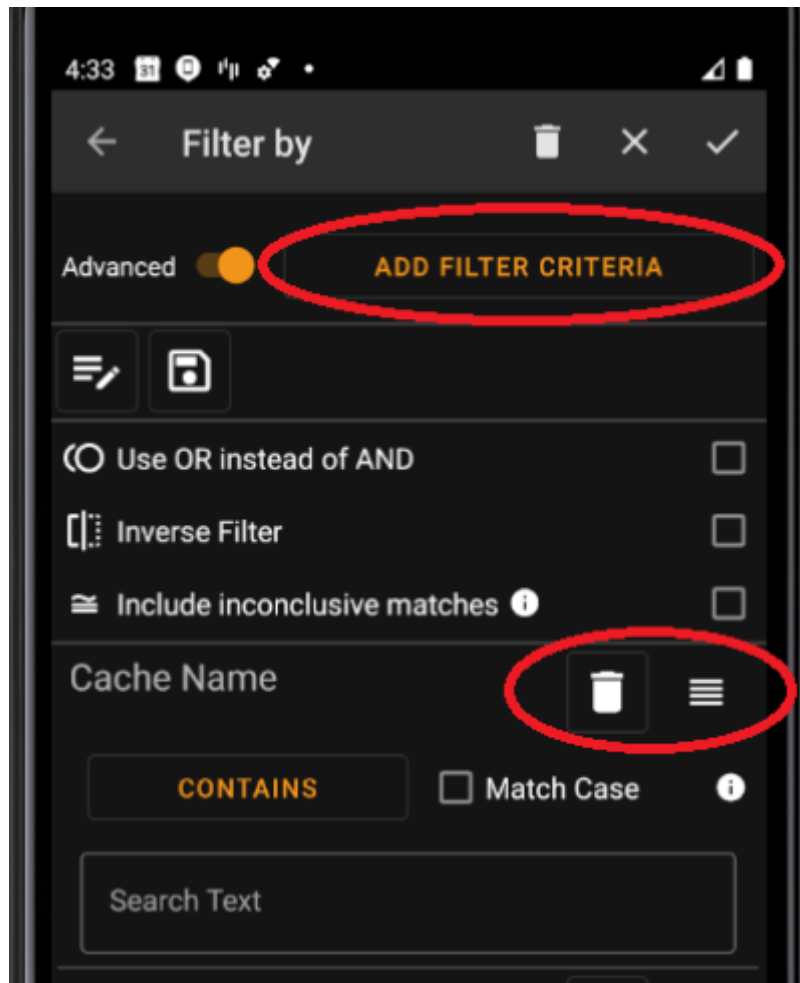 4:33 31
Filter by
Advanced ADD FILTER CRITERIA
Use OR instead of AND
Inverse Filter
Include inconclusive matches i
Cache Name
CONTAINS Match Case i
Search Text